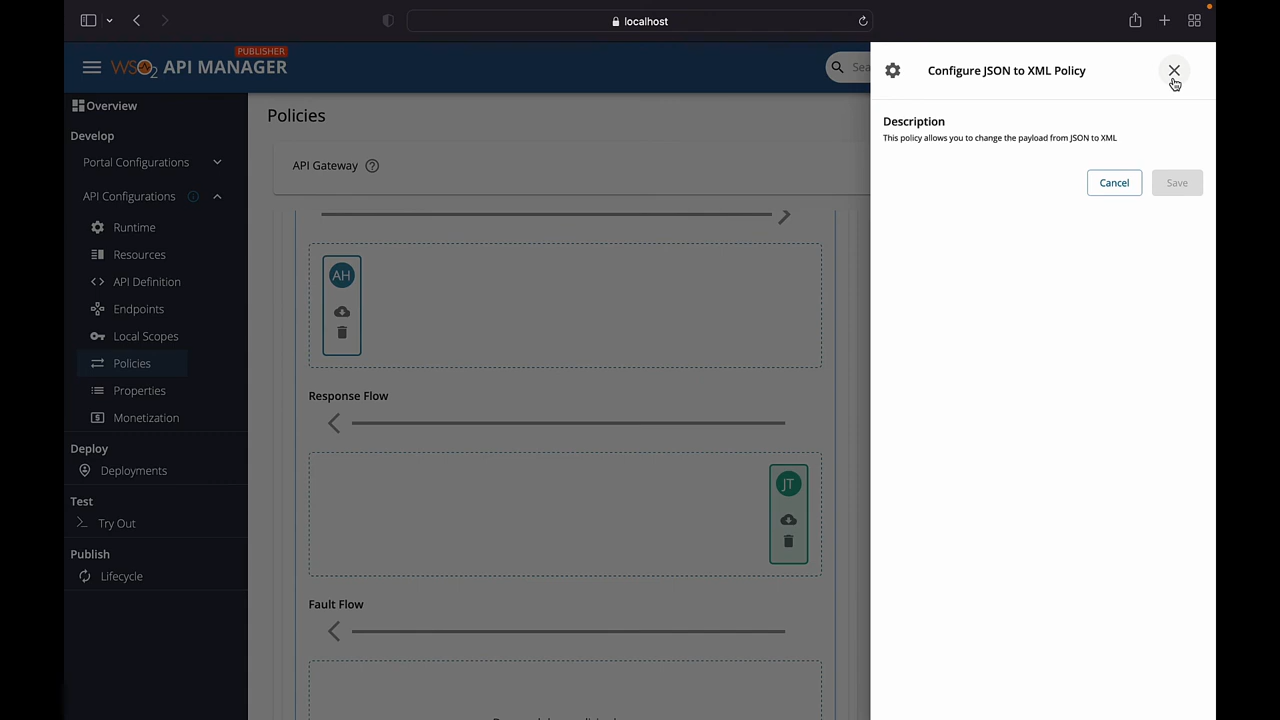 localhost
PUBLISHER
WSO2 API MANAGER
Sea
Configure JSON to XML Policy
Description
This policy allows you to change the payload from JSON to XML
Cancel
Save
Overview
Develop
Portal Configurations
API Configurations
Runtime
Resources
API Definition
Endpoints
Local Scopes
Policies
Properties
Monetization
Deploy
Deployments
Test
Try Out
Publish
Lifecycle
Policies
API Gateway
AH
Response Flow
JT
Fault Flow